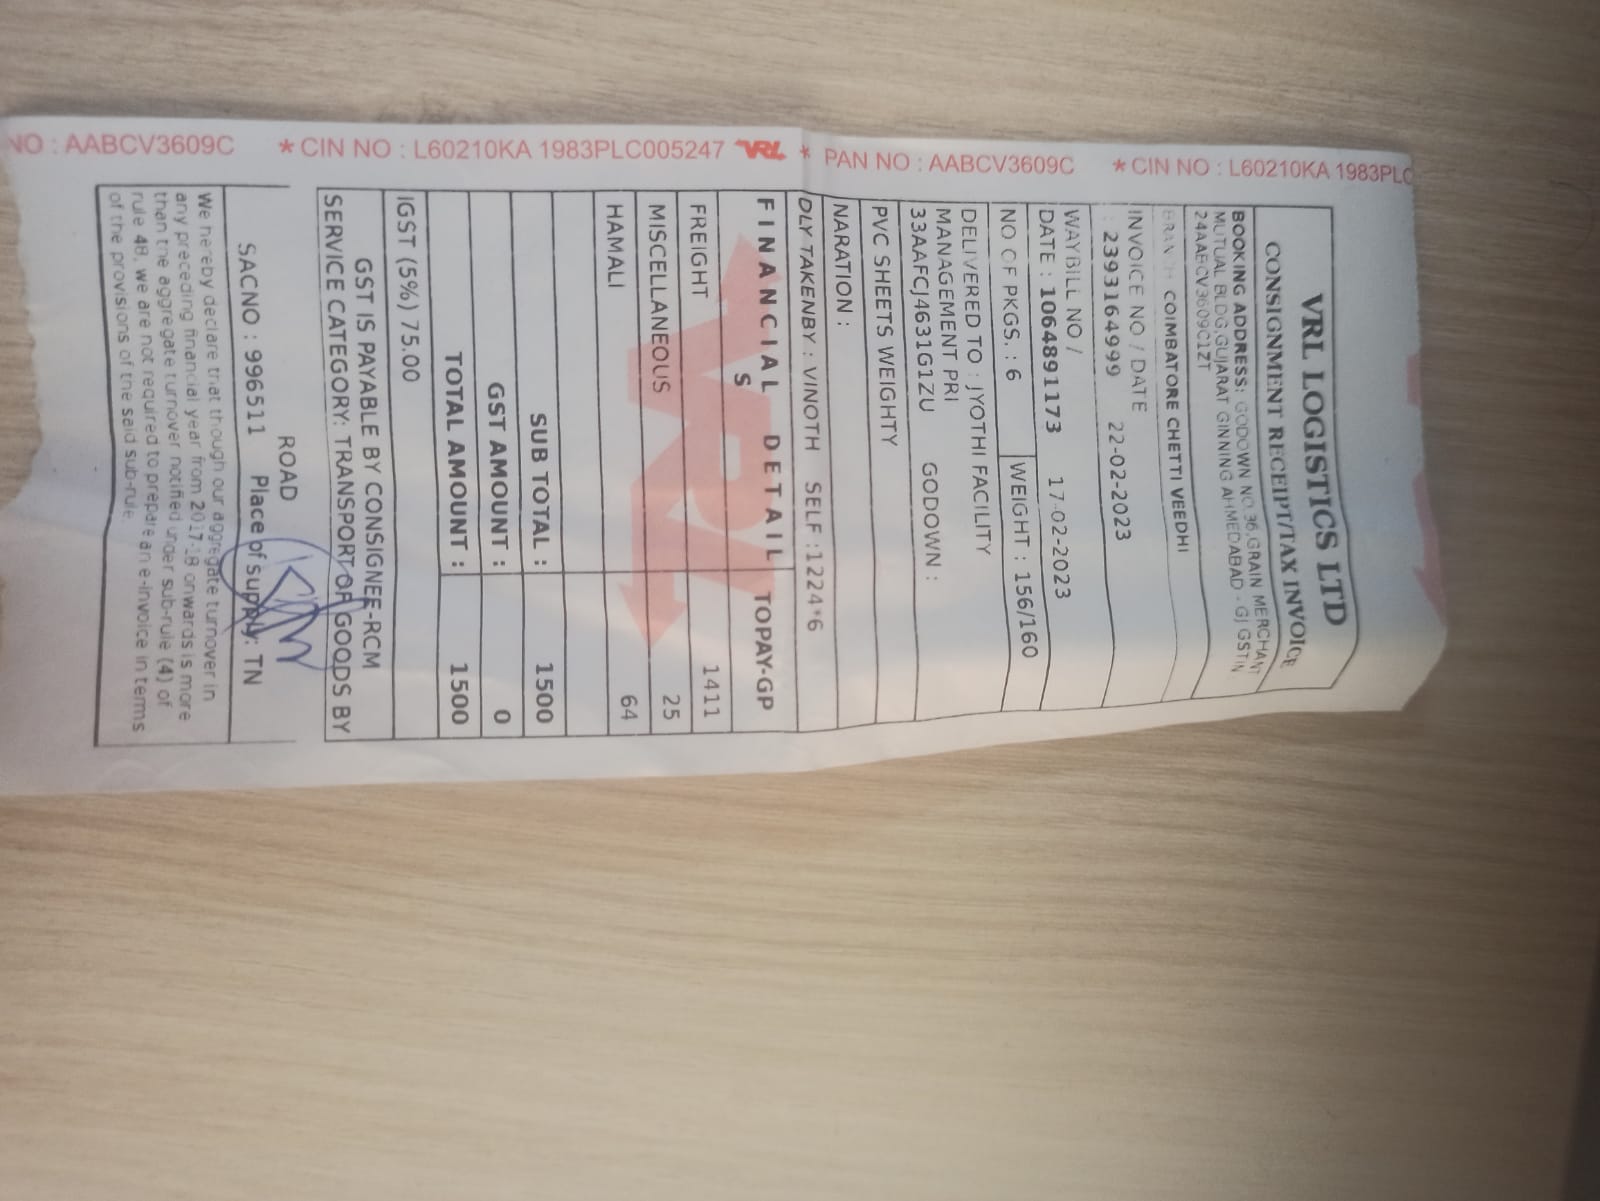 NO : AABCV3609C * CIN NO : L60210KA 1983PLC005247 VRL * PAN NO : AABCV3609C * CIN NO : L60210KA 1983PLC
VRL LOGISTICS LTD
CONSIGNMENT RECEIPT/TAX INVOICE
BOOKING ADDRESS: GODOWN NO 36,GRAIN MERCHANT
MUTUAL BLDG,GUJARAT GINNING AHMEDABAD - GJ GSTIN
24AABCV3609C1ZT
BRANCH COIMBATORE CHETTI VEEDHI
INVOICE NO / DATE
: 2393164999 22-02-2023
WAYBILL NO /
DATE : 1064891173 17-02-2023
NO OF PKGS. : 6 WEIGHT : 156/160
DELIVERED TO : JYOTHI FACILITY
MANAGEMENT PRI
33AAFCJ4631G1ZU GODOWN :
PVC SHEETS WEIGHTY
NARATION :
DLY TAKENBY : VINOTH SELF :1224*6
FINANCIAL DETAIL TOPAY-GP
S
VRL
FREIGHT 1411
MISCELLANEOUS 25
HAMALI 64
SUB TOTAL : 1500
GST AMOUNT : 0
TOTAL AMOUNT : 1500
IGST (5%) 75.00
GST IS PAYABLE BY CONSIGNEE-RCM
SERVICE CATEGORY: TRANSPORT OF GOODS BY
ROAD
SACNO : 996511 Place of Supply: TN
We hereby declare that though our aggregate turnover in
any preceding financial year from 2017-18 onwards is more
than the aggregate turnover notified under sub-rule (4) of
rule 48, we are not required to prepare an e-invoice in terms
of the provisions of the said sub-rule.